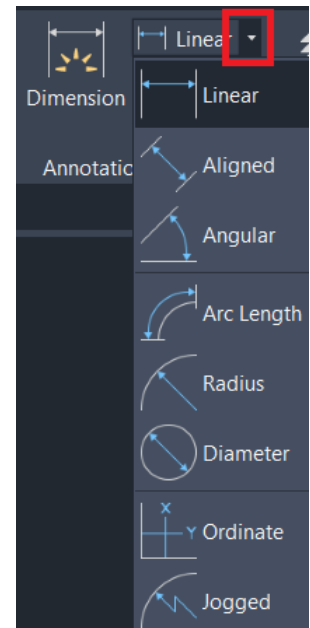 Linear
Dimension
Linear
Annotatic
Aligned
Angular
Arc Length
Radius
Diameter
X
Y Ordinate
Jogged